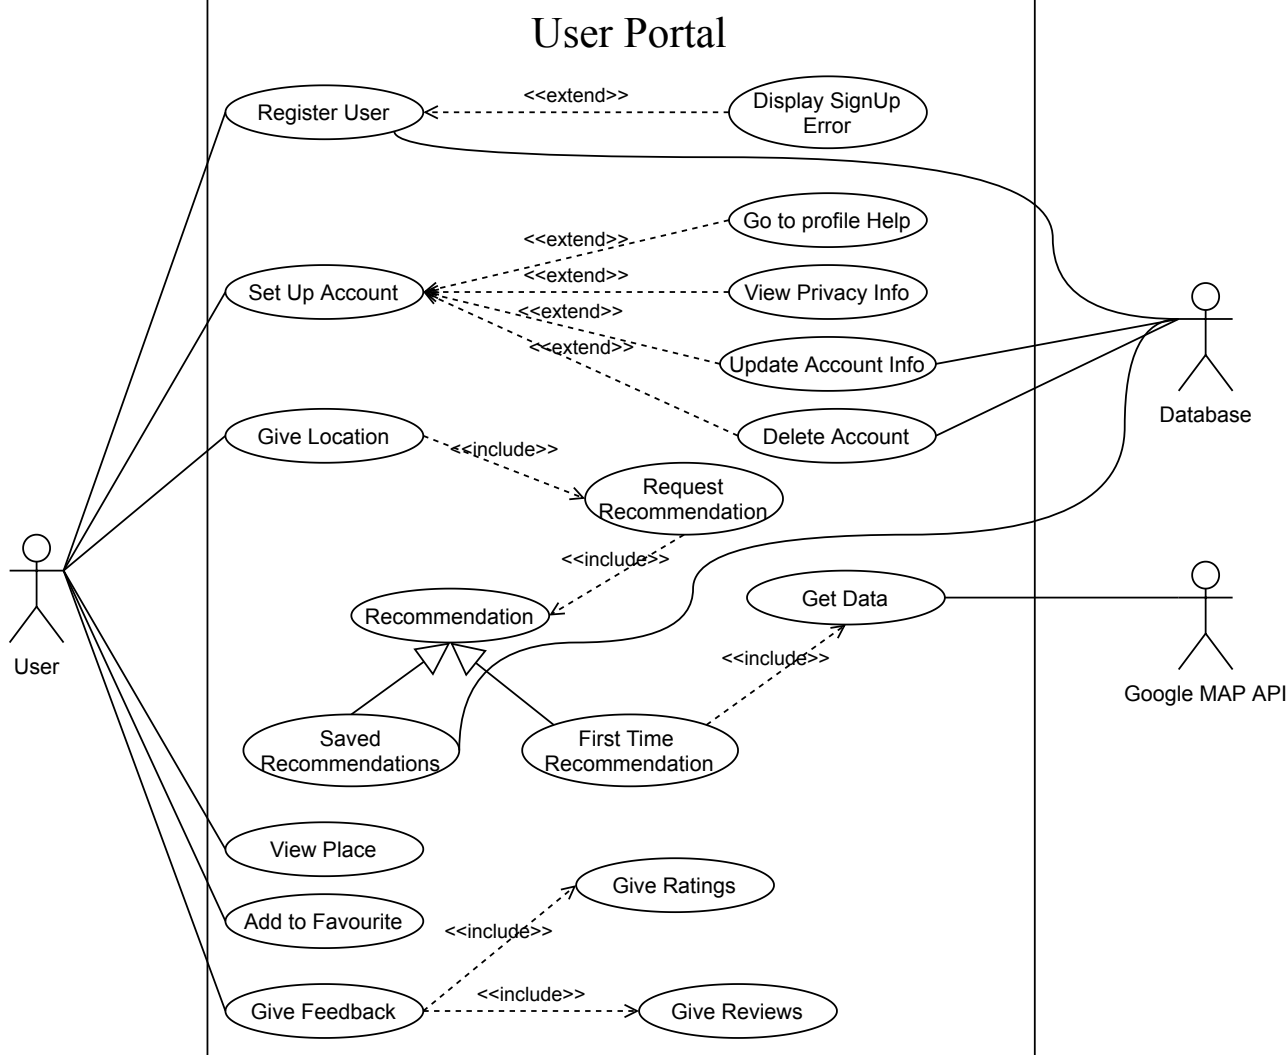 User Portal
Register User
<<extend>>
Display SignUp
Error
Go to profile Help
<<extend>>
Set Up Account
<<extend>>
View Privacy Info
<<extend>>
<<extend>>
Update Account Info
Database
Give Location
<<include>>
Delete Account
Request
Recommendation
<<include>>
Recommendation
Get Data
<<include>>
User
Google MAP API
Saved
Recommendations
First Time
Recommendation
View Place
Give Ratings
Add to Favourite
<<include>>
Give Feedback
<<include>>
Give Reviews